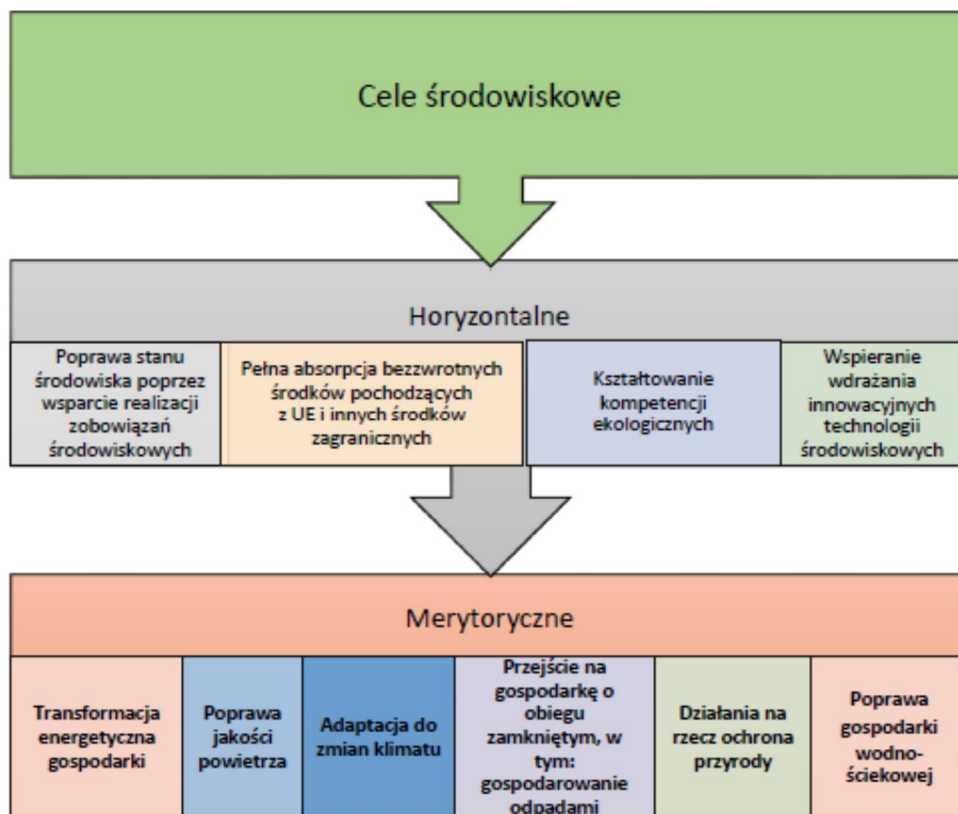 Cele środowiskowe
Horyzontalne
Poprawa stanu
środowiska poprzez
wsparcie realizacji
zobowiązań
środowiskowych
Pełna absorpcja bezzwrotnych
środków pochodzących
z UE i innych środków
zagranicznych
Kształtowanie
kompetencji
ekologicznych
Wspieranie
wdrażania
innowacyjnych
technologii
środowiskowych
Merytoryczne
Transformacja
energetyczna
gospodarki
Poprawa
jakości
powietrza
Adaptacja do
zmian klimatu
Przejście na
gospodarkę o
obiegu
zamkniętym, w
tym:
gospodarowanie
odpadami
Działania na
rzecz ochrona
przyrody
Poprawa
gospodarki
wodno-
ściekowej